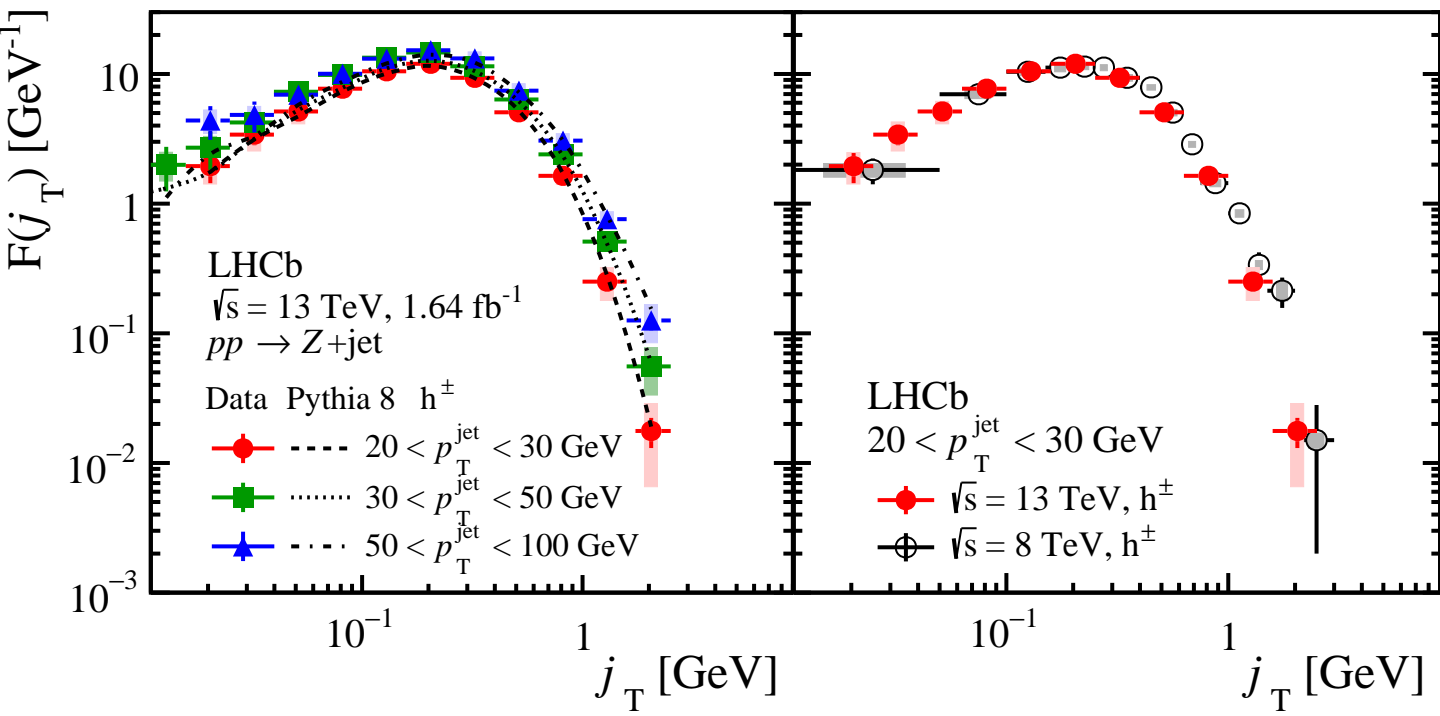 F(j_T) [GeV⁻¹]
10
1
10⁻¹
10⁻²
10⁻³
LHCb
√s = 13 TeV, 1.64 fb⁻¹
pp → Z+jet
Data Pythia 8 h±
20 < p_T^jet < 30 GeV
30 < p_T^jet < 50 GeV
50 < p_T^jet < 100 GeV
10⁻¹
1
j_T [GeV]
LHCb
20 < p_T^jet < 30 GeV
√s = 13 TeV, h±
√s = 8 TeV, h±
10⁻¹
1
j_T [GeV]